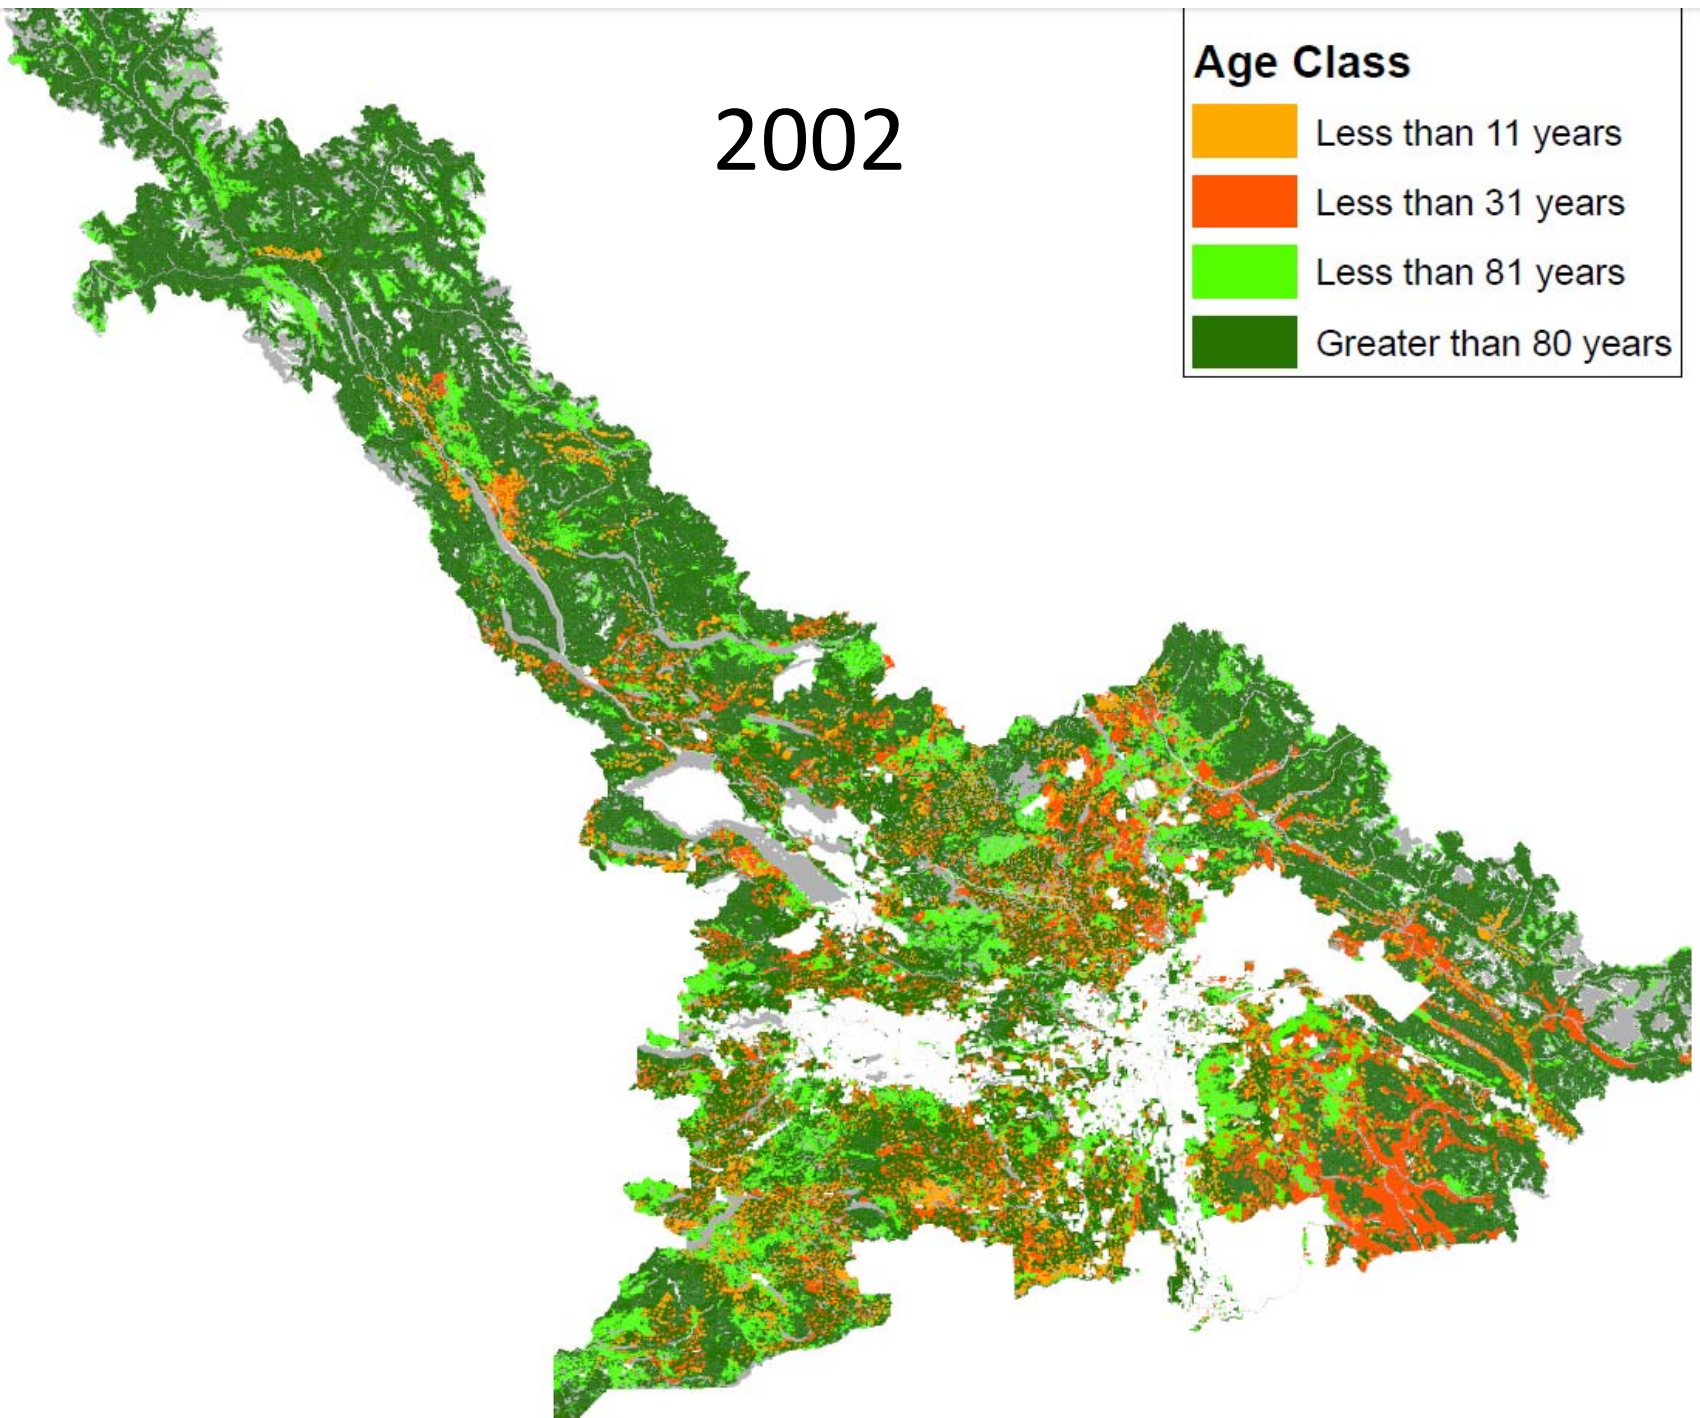 2002
Age Class
Less than 11 years
Less than 31 years
Less than 81 years
Greater than 80 years